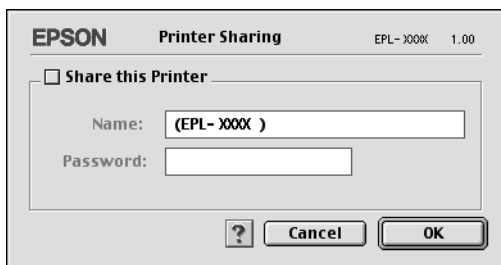 EPSON Printer Sharing EPL-XXXX 1.00
Share this Printer
Name: (EPL-XXXX )
Password:
? Cancel OK